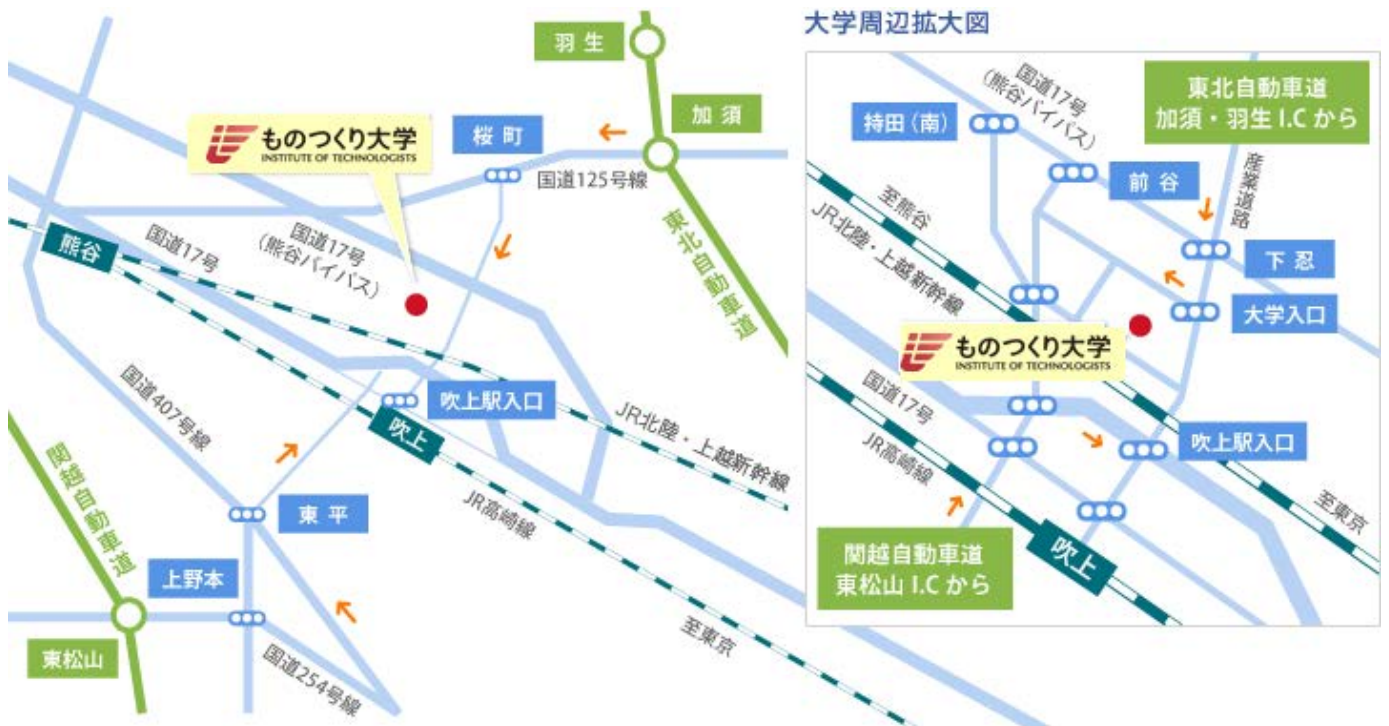 羽生
加須
ものつくり大学
INSTITUTE OF TECHNOLOGISTS
桜町
国道125号線
東北自動車道
熊谷
国道17号
国道17号
(熊谷バイパス)
吹上駅入口
吹上
JR北陸・上越新幹線
国道407号線
関越自動車道
東平
JR高崎線
上野本
東松山
国道254号線
至東京
大学周辺拡大図
国道17号
(熊谷バイパス)
東北自動車道
加須・羽生 I.C から
持田(南)
前谷
産業道路
至熊谷
JR北陸・上越新幹線
下忍
大学入口
ものつくり大学
INSTITUTE OF TECHNOLOGISTS
国道17号
JR高崎線
吹上駅入口
至東京
吹上
関越自動車道
東松山 I.C から